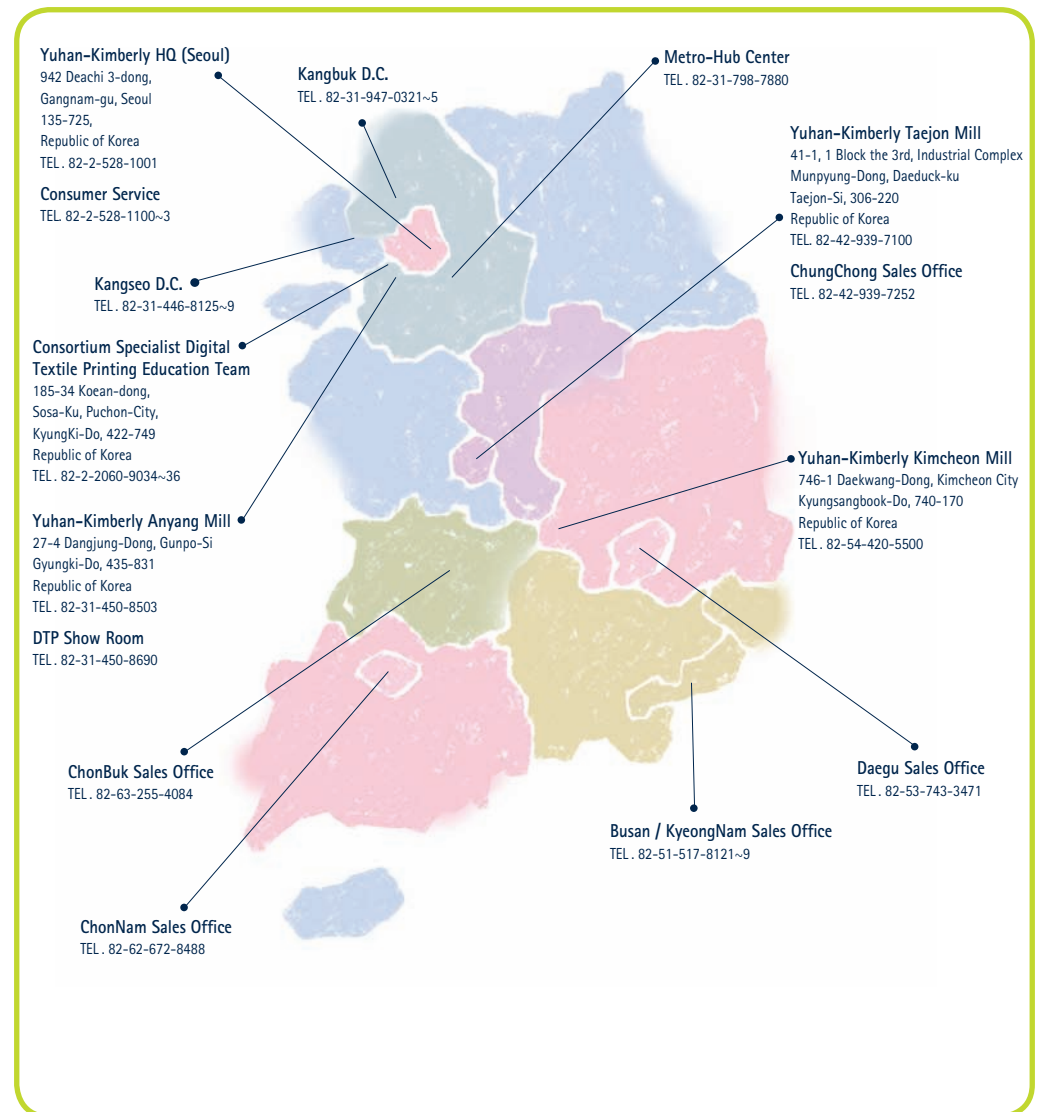 Yuhan-Kimberly HQ (Seoul)
942 Deachi 3-dong,
Gangnam-gu, Seoul
135-725,
Republic of Korea
TEL. 82-2-528-1001
Consumer Service
TEL. 82-2-528-1100~3
Kangbuk D.C.
TEL. 82-31-947-0321~5
Metro-Hub Center
TEL. 82-31-798-7880
Yuhan-Kimberly Taejon Mill
41-1, 1 Block the 3rd, Industrial Complex
Munpyung-Dong, Daeduck-ku
Taejon-Si, 306-220
Republic of Korea
TEL. 82-42-939-7100
ChungChong Sales Office
TEL. 82-42-939-7252
Kangseo D.C.
TEL. 82-31-446-8125~9
Consortium Specialist Digital
Textile Printing Education Team
185-34 Koean-dong,
Sosa-Ku, Puchon-City,
KyungKi-Do, 422-749
Republic of Korea
TEL. 82-2-2060-9034~36
Yuhan-Kimberly Anyang Mill
27-4 Dangjung-Dong, Gunpo-Si
Gyungki-Do, 435-831
Republic of Korea
TEL. 82-31-450-8503
DTP Show Room
TEL. 82-31-450-8690
Yuhan-Kimberly Kimcheon Mill
746-1 Daekwang-Dong, Kimcheon City
Kyungsangbook-Do, 740-170
Republic of Korea
TEL. 82-54-420-5500
ChonBuk Sales Office
TEL. 82-63-255-4084
Daegu Sales Office
TEL. 82-53-743-3471
Busan / KyeongNam Sales Office
TEL. 82-51-517-8121~9
ChonNam Sales Office
TEL. 82-62-672-8488